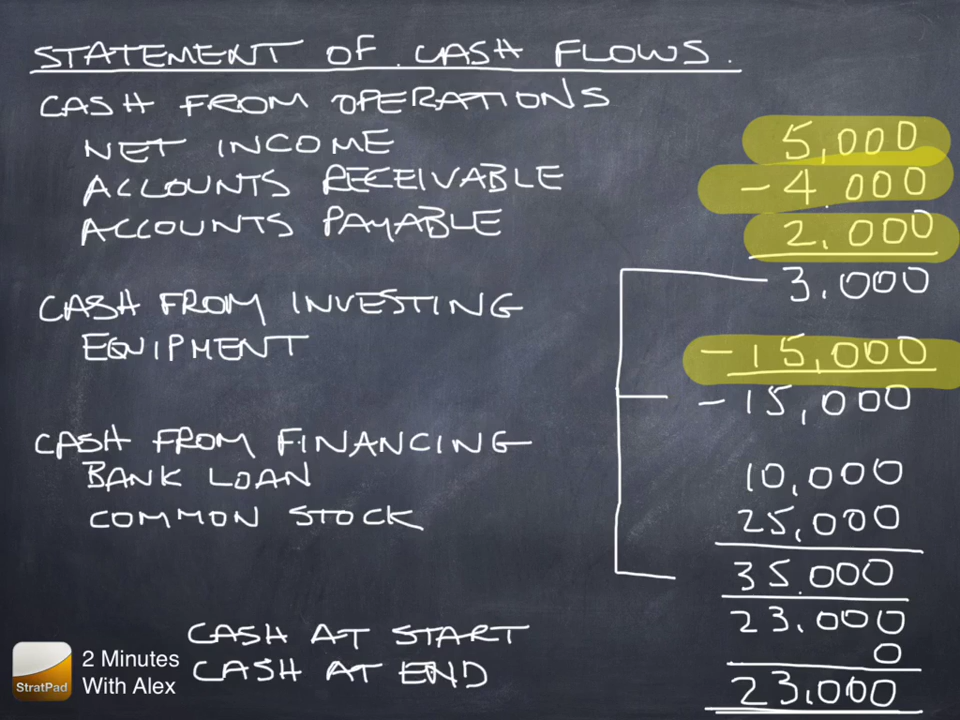 STATEMENT OF CASH FLOWS.
CASH FROM OPERATIONS
NET INCOME 5,000
ACCOUNTS RECEIVABLE -4,000
ACCOUNTS PAYABLE 2,000
3,000
CASH FROM INVESTING
EQUIPMENT -15,000
-15,000
CASH FROM FINANCING
BANK LOAN 10,000
COMMON STOCK 25,000
35,000
23,000
CASH AT START 0
CASH AT END 23,000
StratPad
2 Minutes
With Alex